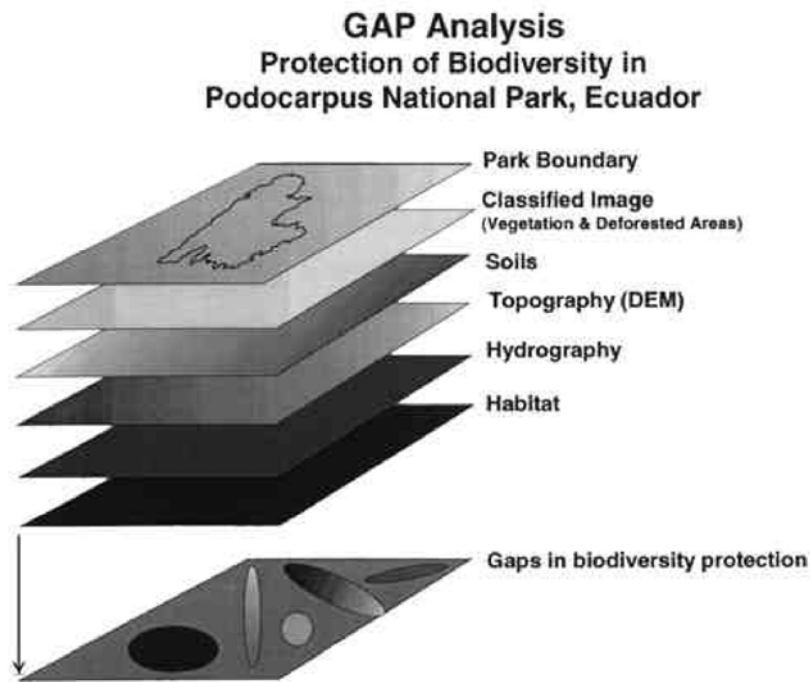 GAP Analysis
Protection of Biodiversity in
Podocarpus National Park, Ecuador
Park Boundary
Classified Image
(Vegetation & Deforested Areas)
Soils
Topography (DEM)
Hydrography
Habitat
Gaps in biodiversity protection